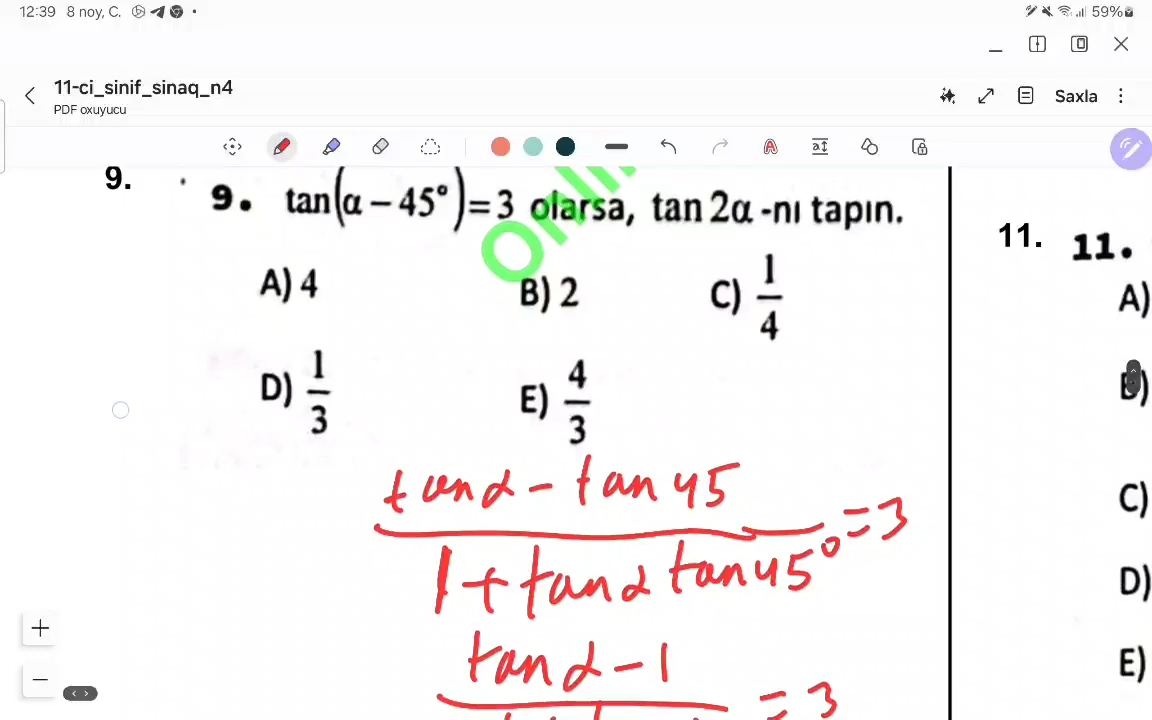 12:39 8 noy, C. 59%
11-ci_sinif_sinaq_n4
PDF oxuyucu
Saxla
9. 9. tan(α – 45°) = 3 olarsa, tan 2α -nı tapın.
A) 4 B) 2 C) 1/4
D) 1/3 E) 4/3
tanα – tan 45
1 + tanα tan45° = 3
tanα – 1
= 3
11. 11.
A)
B)
C)
D)
E)